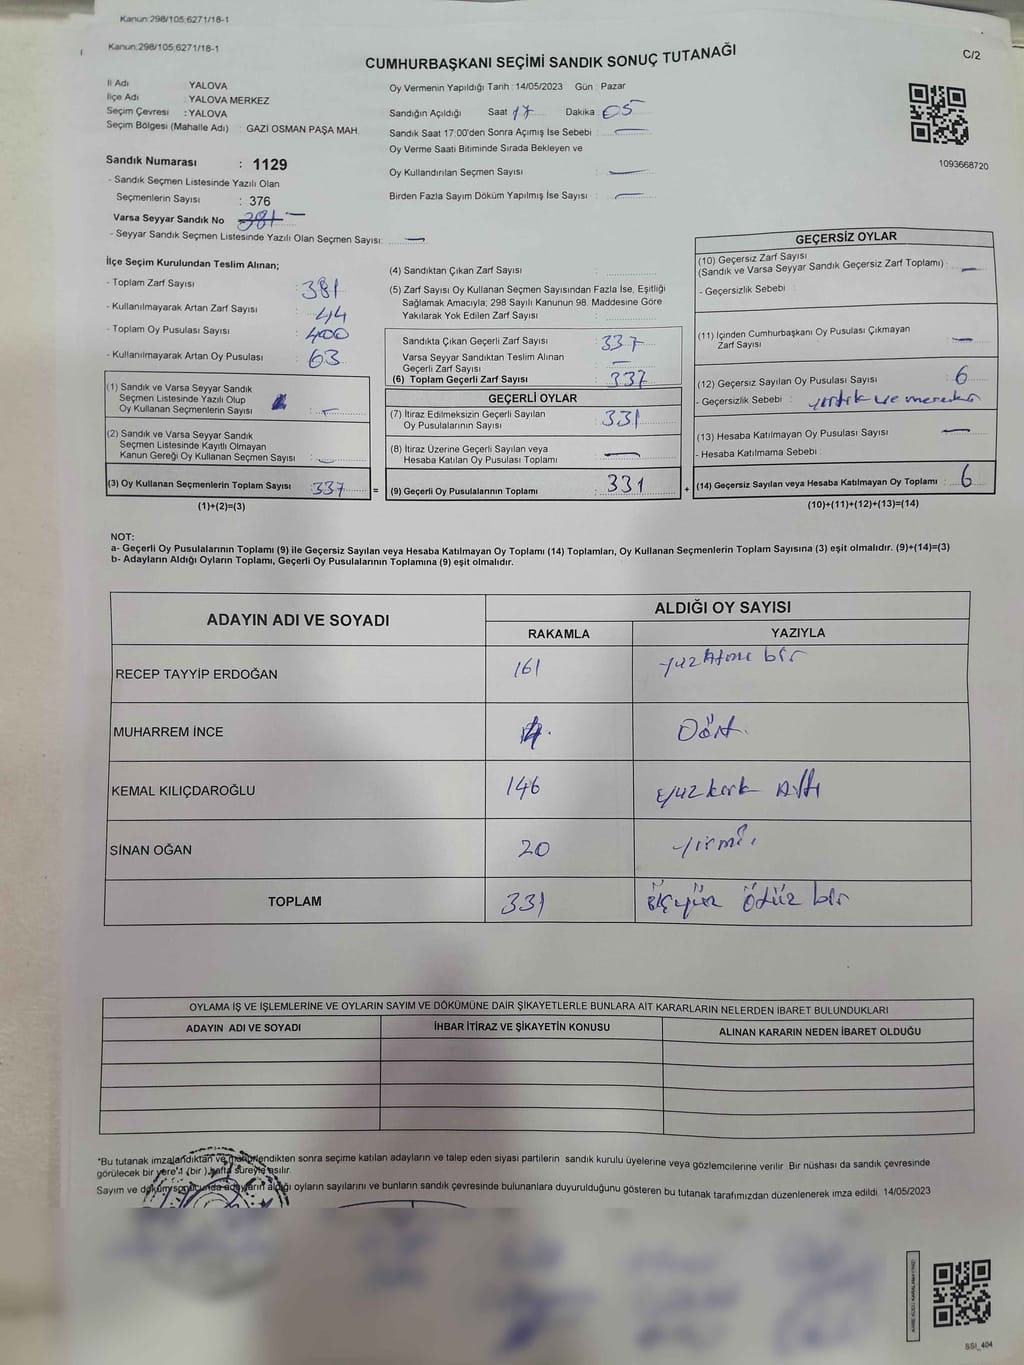 Kanun:298/105;6271/18-1
Kanun:298/105;6271/18-1
CUMHURBAŞKANI SEÇİMİ SANDIK SONUÇ TUTANAĞI
C/2
İl Adı : YALOVA
İlçe Adı : YALOVA MERKEZ
Seçim Çevresi : YALOVA
Seçim Bölgesi (Mahalle Adı) : GAZİ OSMAN PAŞA MAH.
Oy Vermenin Yapıldığı Tarih : 14/05/2023 Gün : Pazar
Sandığın Açıldığı Saat 17 Dakika : 05
Sandık Saat 17:00'den Sonra Açımış İse Sebebi : —
Oy Verme Saati Bitiminde Sırada Bekleyen ve
Oy Kullandırılan Seçmen Sayısı : —
Birden Fazla Sayım Döküm Yapılmış İse Sayısı : —
1093668720
Sandık Numarası : 1129
- Sandık Seçmen Listesinde Yazılı Olan
Seçmenlerin Sayısı : 376
Varsa Seyyar Sandık No 381 —
- Seyyar Sandık Seçmen Listesinde Yazılı Olan Seçmen Sayısı: —
İlçe Seçim Kurulundan Teslim Alınan;
- Toplam Zarf Sayısı : 381
- Kullanılmayarak Artan Zarf Sayısı : 44
- Toplam Oy Pusulası Sayısı : 400
- Kullanılmayarak Artan Oy Pusulası : 63
(1) Sandık ve Varsa Seyyar Sandık
Seçmen Listesinde Yazılı Olup
Oy Kullanan Seçmenlerin Sayısı : —
(2) Sandık ve Varsa Seyyar Sandık
Seçmen Listesinde Kayıtlı Olmayan
Kanun Gereği Oy Kullanan Seçmen Sayısı : —
(3) Oy Kullanan Seçmenlerin Toplam Sayısı : 337 =
(1)+(2)=(3)
(4) Sandıktan Çıkan Zarf Sayısı :
(5) Zarf Sayısı Oy Kullanan Seçmen Sayısından Fazla İse, Eşitliği
Sağlamak Amacıyla; 298 Sayılı Kanunun 98. Maddesine Göre
Yakılarak Yok Edilen Zarf Sayısı :
Sandıkta Çıkan Geçerli Zarf Sayısı : 337
Varsa Seyyar Sandıktan Teslim Alınan
Geçerli Zarf Sayısı : —
(6) Toplam Geçerli Zarf Sayısı : 337
GEÇERLİ OYLAR
(7) İtiraz Edilmeksizin Geçerli Sayılan
Oy Pusulalarının Sayısı : 331
(8) İtiraz Üzerine Geçerli Sayılan veya
Hesaba Katılan Oy Pusulası Toplamı : —
(9) Geçerli Oy Pusulalarının Toplamı : 331 +
GEÇERSİZ OYLAR
(10) Geçersiz Zarf Sayısı
(Sandık ve Varsa Seyyar Sandık Geçersiz Zarf Toplamı) : —
- Geçersizlik Sebebi :
(11) İçinden Cumhurbaşkanı Oy Pusulası Çıkmayan
Zarf Sayısı : —
(12) Geçersiz Sayılan Oy Pusulası Sayısı : 6
- Geçersizlik Sebebi :
(13) Hesaba Katılmayan Oy Pusulası Sayısı : —
- Hesaba Katılmama Sebebi :
(14) Geçersiz Sayılan veya Hesaba Katılmayan Oy Toplamı : 6
(10)+(11)+(12)+(13)=(14)
NOT:
a- Geçerli Oy Pusulalarının Toplamı (9) ile Geçersiz Sayılan veya Hesaba Katılmayan Oy Toplamı (14) Toplamları, Oy Kullanan Seçmenlerin Toplam Sayısına (3) eşit olmalıdır. (9)+(14)=(3)
b- Adayların Aldığı Oyların Toplamı, Geçerli Oy Pusulalarının Toplamına (9) eşit olmalıdır.
ADAYIN ADI VE SOYADI
ALDIĞI OY SAYISI
RAKAMLA YAZIYLA
RECEP TAYYİP ERDOĞAN 161 yüz Atmı bir
MUHARREM İNCE 4 Dört.
KEMAL KILIÇDAROĞLU 146 yüz kırk Altı
SİNAN OĞAN 20 yirmi
TOPLAM 331 üçyüz otuz bir
OYLAMA İŞ VE İŞLEMLERİNE VE OYLARIN SAYIM VE DÖKÜMÜNE DAİR ŞİKAYETLERLE BUNLARA AİT KARARLARIN NELERDEN İBARET BULUNDUKLARI
ADAYIN ADI VE SOYADI İHBAR İTİRAZ VE ŞİKAYETİN KONUSU ALINAN KARARIN NEDEN İBARET OLDUĞU
*Bu tutanak imzalandıktan ve mühürlendikten sonra seçime katılan adayların ve talep eden siyasi partilerin sandık kurulu üyelerine veya gözlemcilerine verilir. Bir nüshası da sandık çevresinde
görülecek bir yere 1 (bir) hafta süreyle asılır.
Sayım ve döküm sonucunda adayların aldığı oyların sayılarını ve bunların sandık çevresinde bulunanlara duyurulduğunu gösteren bu tutanak tarafımızdan düzenlenerek imza edildi. 14/05/2023
SSI_404